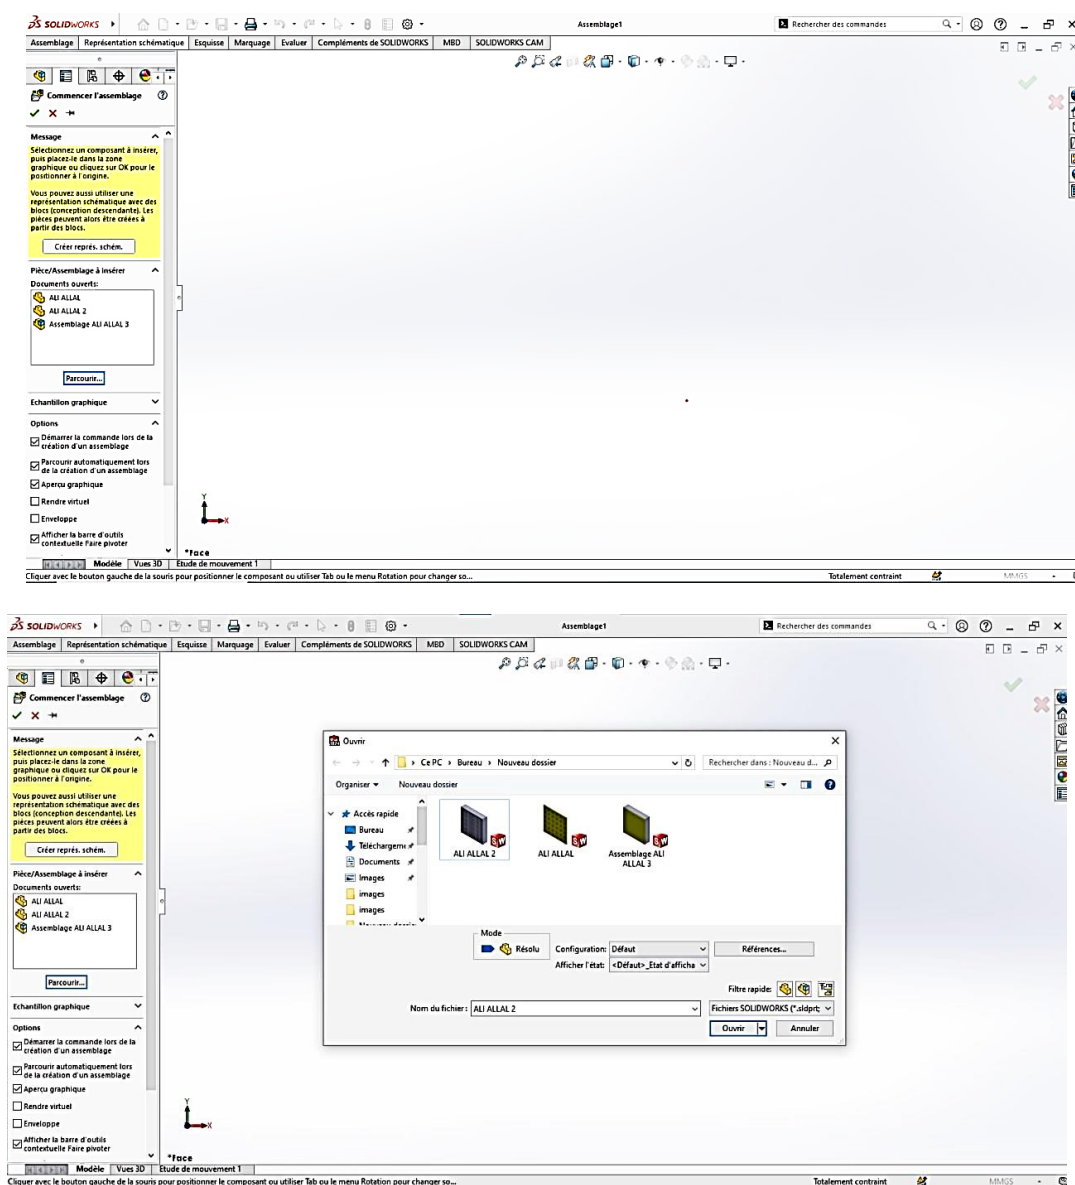 SOLIDWORKS
Assemblage1
Rechercher des commandes
Assemblage Représentation schématique Esquisse Marquage Evaluer Compléments de SOLIDWORKS MBD SOLIDWORKS CAM
Commencer l'assemblage
Message
Sélectionnez un composant à insérer,
puis placez-le dans la zone
graphique ou cliquez sur OK pour le
positionner à l'origine.
Vous pouvez aussi utiliser une
représentation schématique avec des
blocs (conception descendante). Les
pièces peuvent alors être créées à
partir des blocs.
Créer représ. schém.
Pièce/Assemblage à insérer
Documents ouverts:
ALI ALLAL
ALI ALLAL 2
Assemblage ALI ALLAL 3
Parcourir...
Echantillon graphique
Options
Démarrer la commande lors de la
création d'un assemblage
Parcourir automatiquement lors
de la création d'un assemblage
Aperçu graphique
Rendre virtuel
Enveloppe
Afficher la barre d'outils
contextuelle Faire pivoter
Y
X
*Face
Modèle Vues 3D Etude de mouvement 1
Cliquer avec le bouton gauche de la souris pour positionner le composant ou utiliser Tab ou le menu Rotation pour changer so...
Totalement contraint
MMGS
SOLIDWORKS
Assemblage1
Rechercher des commandes
Assemblage Représentation schématique Esquisse Marquage Evaluer Compléments de SOLIDWORKS MBD SOLIDWORKS CAM
Commencer l'assemblage
Message
Sélectionnez un composant à insérer,
puis placez-le dans la zone
graphique ou cliquez sur OK pour le
positionner à l'origine.
Vous pouvez aussi utiliser une
représentation schématique avec des
blocs (conception descendante). Les
pièces peuvent alors être créées à
partir des blocs.
Créer représ. schém.
Pièce/Assemblage à insérer
Documents ouverts:
ALI ALLAL
ALI ALLAL 2
Assemblage ALI ALLAL 3
Parcourir...
Echantillon graphique
Options
Démarrer la commande lors de la
création d'un assemblage
Parcourir automatiquement lors
de la création d'un assemblage
Aperçu graphique
Rendre virtuel
Enveloppe
Afficher la barre d'outils
contextuelle Faire pivoter
Ouvrir
Ce PC > Bureau > Nouveau dossier
Rechercher dans : Nouveau d...
Organiser
Nouveau dossier
Accès rapide
Bureau
Téléchargeme
Documents
Images
images
images
ALI ALLAL 2
ALI ALLAL
Assemblage ALI
ALLAL 3
Mode
Résolu
Configuration: Défaut
Références...
Afficher l'état: <Défaut>_Etat d'afficha
Filtre rapide:
Nom du fichier: ALI ALLAL 2
Fichiers SOLIDWORKS (*.sldprt;
Ouvrir
Annuler
Y
X
*Face
Modèle Vues 3D Etude de mouvement 1
Cliquer avec le bouton gauche de la souris pour positionner le composant ou utiliser Tab ou le menu Rotation pour changer so...
Totalement contraint
MMGS